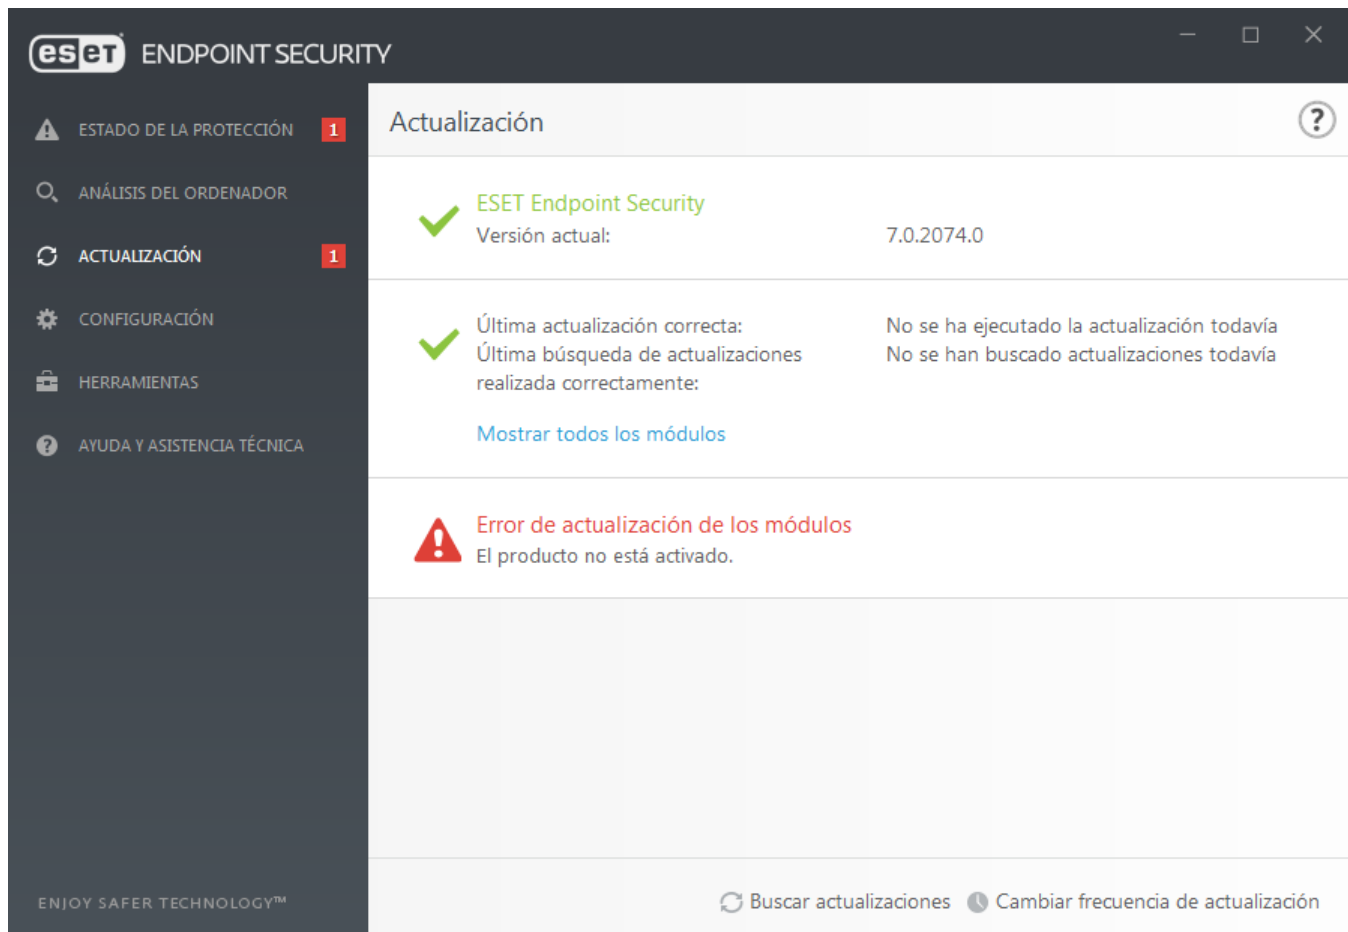 eset ENDPOINT SECURITY
ESTADO DE LA PROTECCIÓN 1
ANÁLISIS DEL ORDENADOR
ACTUALIZACIÓN 1
CONFIGURACIÓN
HERRAMIENTAS
AYUDA Y ASISTENCIA TÉCNICA
ENJOY SAFER TECHNOLOGY™
Actualización ?
ESET Endpoint Security
Versión actual: 7.0.2074.0
Última actualización correcta: No se ha ejecutado la actualización todavía
Última búsqueda de actualizaciones No se han buscado actualizaciones todavía
realizada correctamente:
Mostrar todos los módulos
Error de actualización de los módulos
El producto no está activado.
Buscar actualizaciones Cambiar frecuencia de actualización